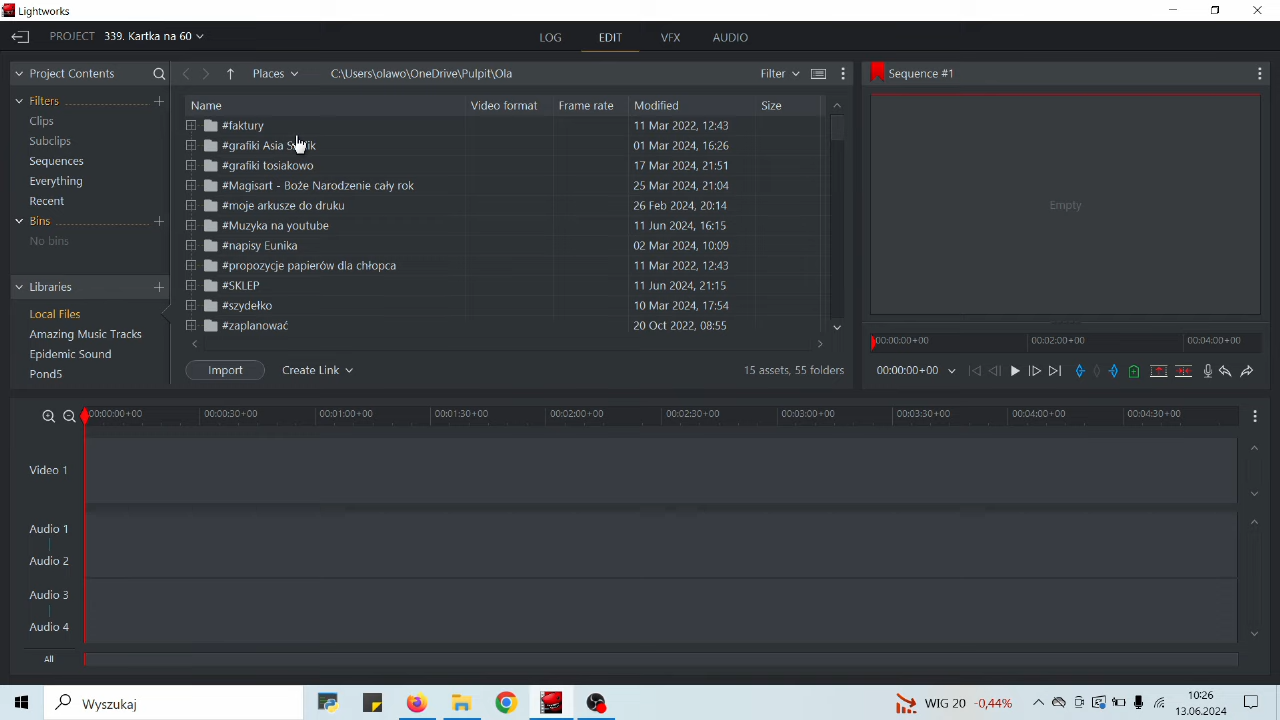 Lightworks
PROJECT 339. Kartka na 60
LOG EDIT VFX AUDIO
Project Contents
Places C:\Users\olawo\OneDrive\Pulpit\Ola Filter
Sequence #1
Filters
Clips
Subclips
Sequences
Everything
Recent
Bins
No bins
Libraries
Local Files
Amazing Music Tracks
Epidemic Sound
Pond5
Name Video format Frame rate Modified Size
#faktury 11 Mar 2022, 12:43
#grafiki Asia 01 Mar 2024, 16:26
#grafiki tosiakowo 17 Mar 2024, 21:51
#Magisart - Boże Narodzenie cały rok 25 Mar 2024, 21:04
#moje arkusze do druku 26 Feb 2024, 20:14
#Muzyka na youtube 11 Jun 2024, 16:15
#napisy Eunika 02 Mar 2024, 10:09
#propozycje papierów dla chłopca 11 Mar 2022, 12:43
#SKLEP 11 Jun 2024, 21:15
#szydełko 10 Mar 2024, 17:54
#zaplanować 20 Oct 2022, 08:55
Import Create Link 15 assets, 55 folders
Empty
00:00:00+00 00:02:00+00 00:04:00+00
00:00:00+00
00:00:00+00 00:00:30+00 00:01:00+00 00:01:30+00 00:02:00+00 00:02:30+00 00:03:00+00 00:03:30+00 00:04:00+00 00:04:30+00
Video 1
Audio 1
Audio 2
Audio 3
Audio 4
All
Wyszukaj
WIG 20 -0,44%
10:26
13.06.2024